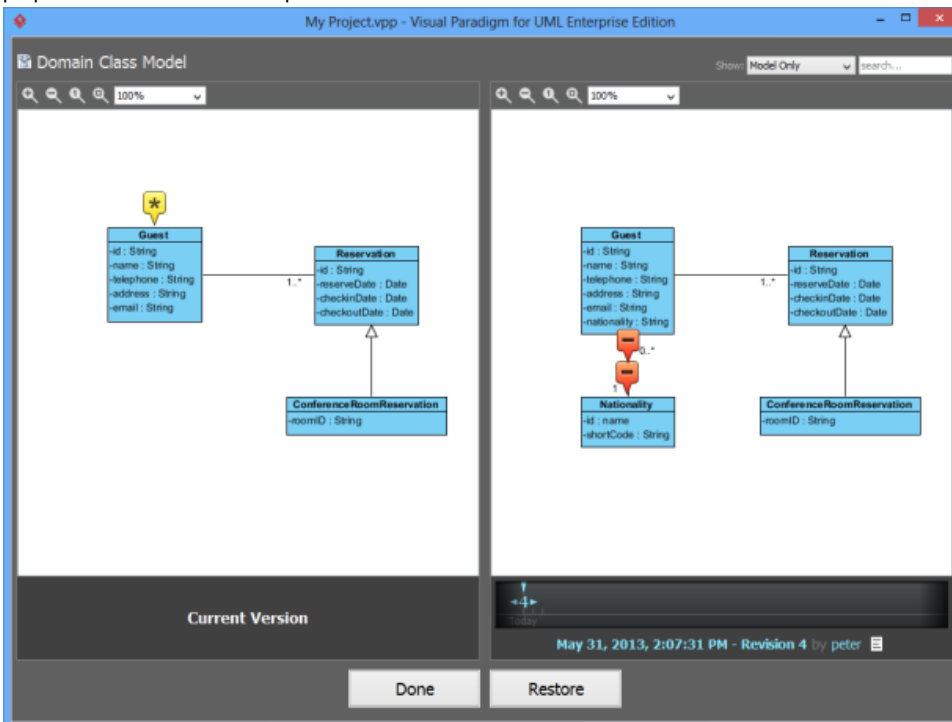 My Project.vpp - Visual Paradigm for UML Enterprise Edition
Domain Class Model
Show: Model Only search...
100%
Guest
-id : String
-name : String
-telephone : String
-address : String
-email : String
1..*
Reservation
-id : String
-reserveDate : Date
-checkinDate : Date
-checkoutDate : Date
ConferenceRoomReservation
-roomID : String
Current Version
100%
Guest
-id : String
-name : String
-telephone : String
-address : String
-email : String
-nationality : String
0..*
1
Nationality
-id : name
-shortCode : String
1..*
Reservation
-id : String
-reserveDate : Date
-checkinDate : Date
-checkoutDate : Date
ConferenceRoomReservation
-roomID : String
4
Today
May 31, 2013, 2:07:31 PM - Revision 4 by peter
Done
Restore